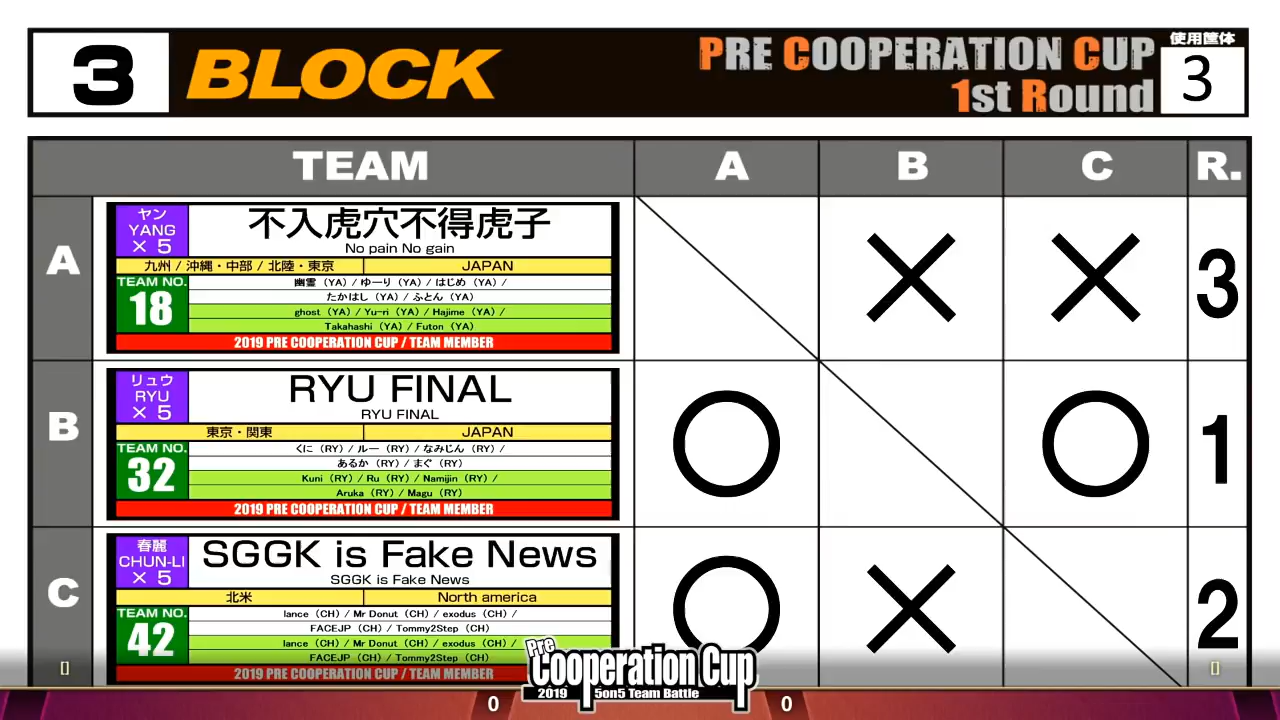 3 BLOCK
PRE COOPERATION CUP
1st Round
使用筐体
3
TEAM A B C R.
A
ヤン
YANG
× 5
不入虎穴不得虎子
No pain No gain
九州 / 沖縄・中部 / 北陸・東京 JAPAN
TEAM NO.
18
幽霊（YA）/ ゆーり（YA）/ はじめ（YA）/
たかはし（YA）/ ふとん（YA）
ghost（YA）/ Yu-ri（YA）/ Hajime（YA）/
Takahashi（YA）/ Futon（YA）
2019 PRE COOPERATION CUP / TEAM MEMBER
× × 3
B
リュウ
RYU
× 5
RYU FINAL
RYU FINAL
東京・関東 JAPAN
TEAM NO.
32
くに（RY）/ ルー（RY）/ なみじん（RY）/
あるか（RY）/ まぐ（RY）
Kuni（RY）/ Ru（RY）/ Namijin（RY）/
Aruka（RY）/ Magu（RY）
2019 PRE COOPERATION CUP / TEAM MEMBER
○ ○ 1
C
春麗
CHUN-LI
× 5
SGGK is Fake News
SGGK is Fake News
北米 North america
TEAM NO.
42
lance（CH）/ Mr Donut（CH）/ exodus（CH）/
FACEJP（CH）/ Tommy2Step（CH）
lance（CH）/ Mr Donut（CH）/ exodus（CH）/
FACEJP（CH）/ Tommy2Step（CH）
2019 PRE COOPERATION CUP / TEAM MEMBER
○ × 2
[] []
Pre
Cooperation Cup
2019 5on5 Team Battle
0 0